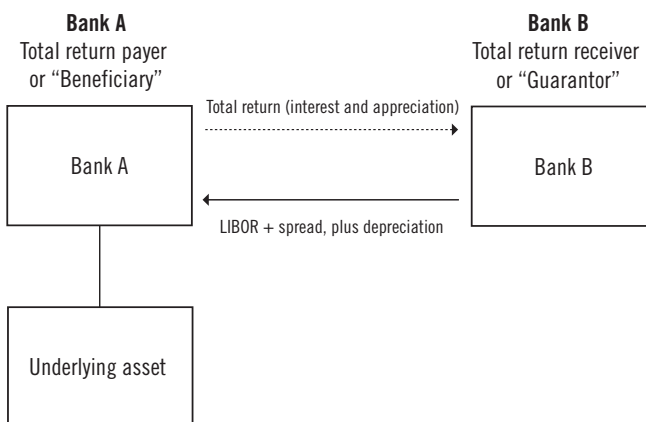 Bank A
Total return payer
or “Beneficiary”
Bank B
Total return receiver
or “Guarantor”
Total return (interest and appreciation)
Bank A
Bank B
LIBOR + spread, plus depreciation
Underlying asset